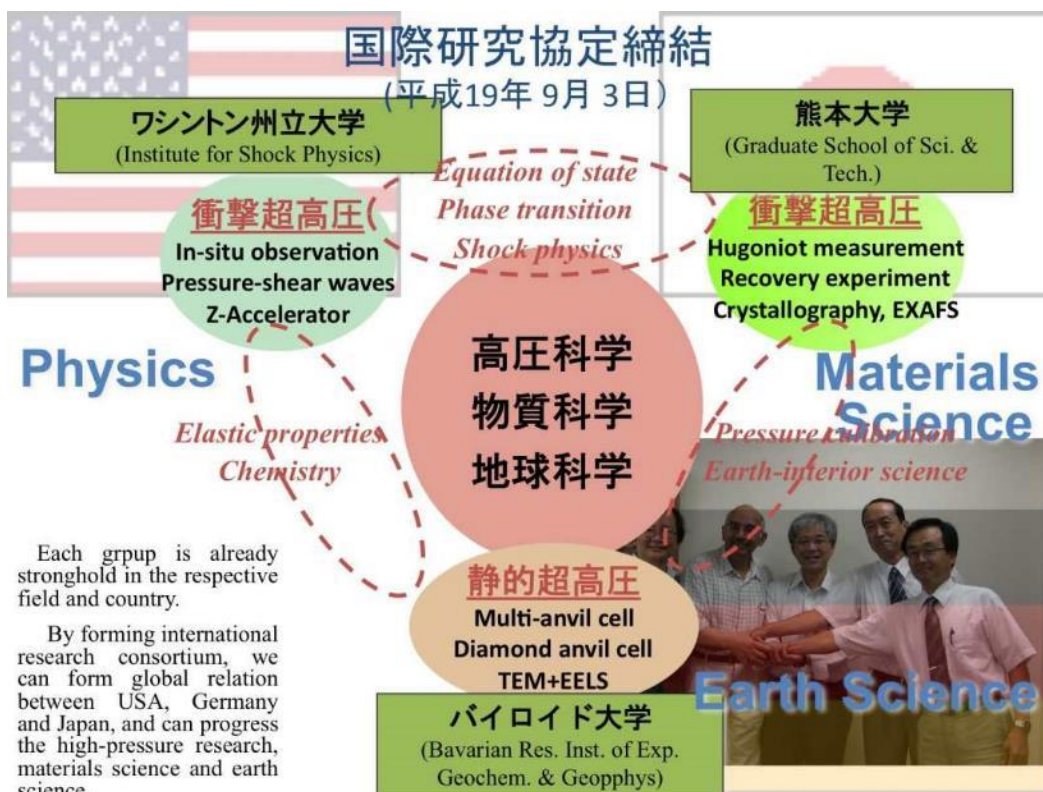 国際研究協定締結
(平成19年 9月 3日）
ワシントン州立大学
(Institute for Shock Physics)
熊本大学
(Graduate School of Sci. &
Tech.)
Equation of state
Phase transition
Shock physics
衝撃超高圧
In-situ observation
Pressure-shear waves
Z-Accelerator
衝撃超高圧
Hugoniot measurement
Recovery experiment
Crystallography, EXAFS
Physics
高圧科学
物質科学
地球科学
Materials
Science
Elastic properties
Chemistry
Pressure calibration
Earth-interior science
Each grpup is already
stronghold in the respective
field and country.
By forming international
research consortium, we
can form global relation
between USA, Germany
and Japan, and can progress
the high-pressure research,
materials science and earth
science.
静的超高圧
Multi-anvil cell
Diamond anvil cell
TEM+EELS
Earth Science
バイロイド大学
(Bavarian Res. Inst. of Exp.
Geochem. & Geopphys)